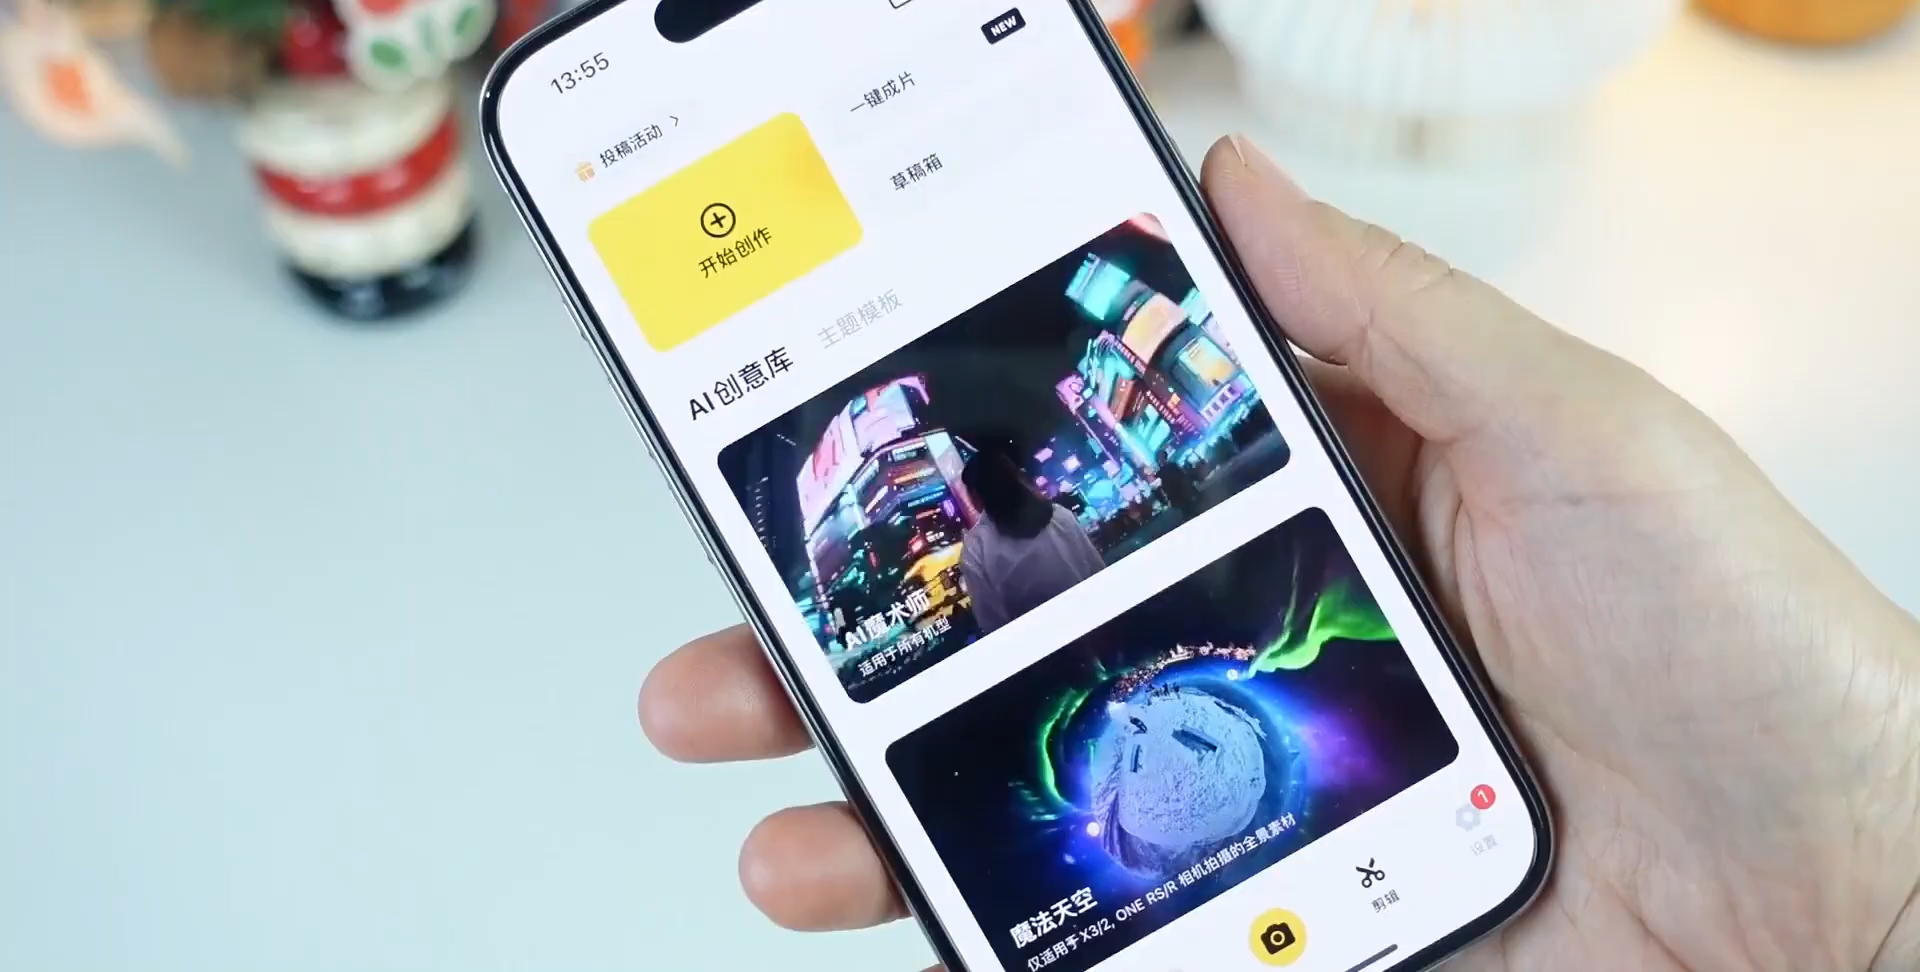 13:55
NEW
投稿活动 >
一键成片
开始创作
草稿箱
AI创意库
主题模板
AI魔术师
适用于所有机型
魔法天空
仅适用于 X3/2, ONE RS/R 相机拍摄的全景素材
1
设置
剪辑